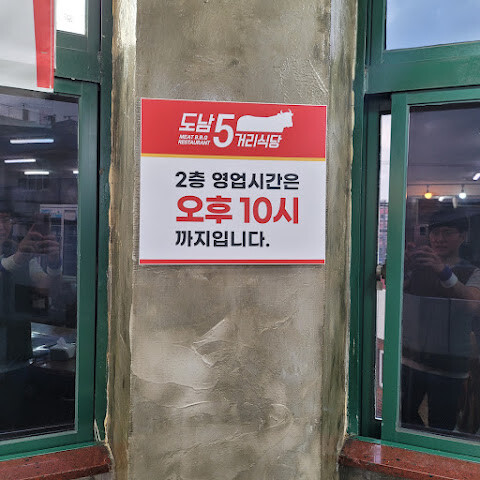 도남5거리식당
MEAT B.B.Q
RESTAURANT
2층 영업시간은
오후 10시
까지입니다.